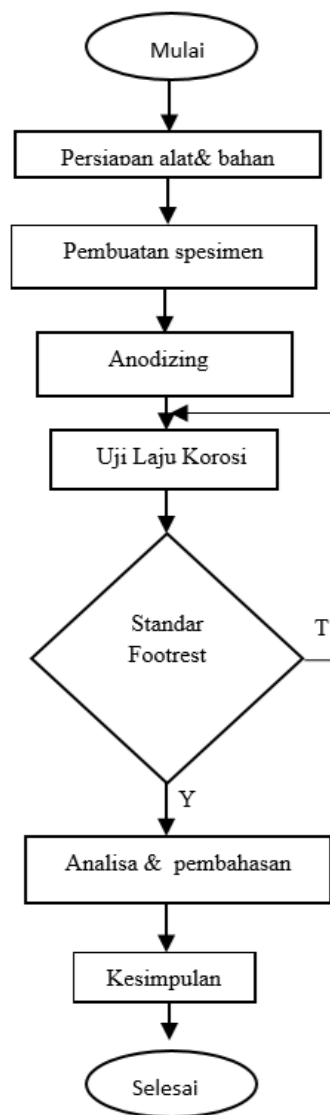 Mulai
Persiapan alat& bahan
Pembuatan spesimen
Anodizing
Uji Laju Korosi
Standar
Footrest
T
Y
Analisa & pembahasan
Kesimpulan
Selesai